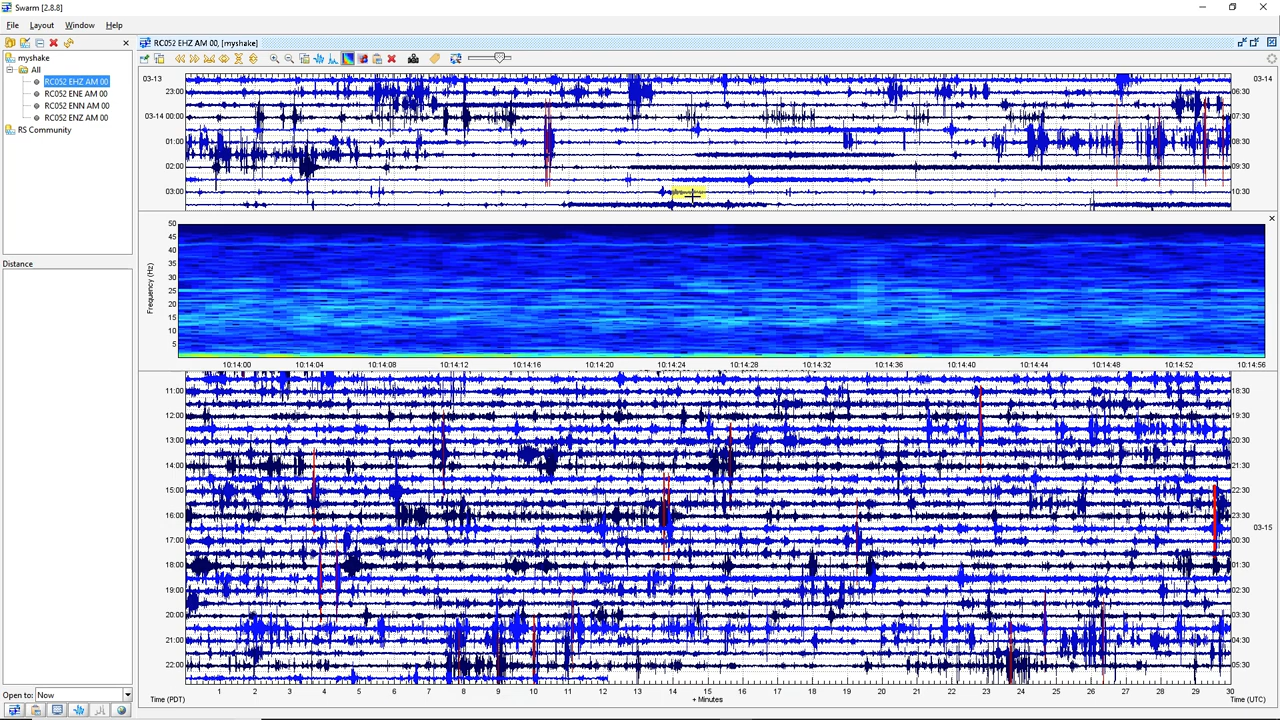 Swarm [2.8.8]
File Layout Window Help
RC052 EHZ AM 00, [myshake]
myshake
All
RC052 EHZ AM 00
RC052 ENE AM 00
RC052 ENN AM 00
RC052 ENZ AM 00
RS Community
Distance
Open to: Now
03-13 03-14
23:00 06:30
03-14 00:00 07:30
01:00 08:30
02:00 09:30
03:00 10:30
Frequency (Hz)
50
45
40
35
30
25
20
15
10
5
10:14:00 10:14:04 10:14:08 10:14:12 10:14:16 10:14:20 10:14:24 10:14:28 10:14:32 10:14:36 10:14:40 10:14:44 10:14:48 10:14:52 10:14:56
11:00 18:30
12:00 19:30
13:00 20:30
14:00 21:30
15:00 22:30
16:00 23:30
03-15
17:00 00:30
18:00 01:30
19:00 02:30
20:00 03:30
21:00 04:30
22:00 05:30
1 2 3 4 5 6 7 8 9 10 11 12 13 14 15 16 17 18 19 20 21 22 23 24 25 26 27 28 29 30
Time (PDT) + Minutes Time (UTC)